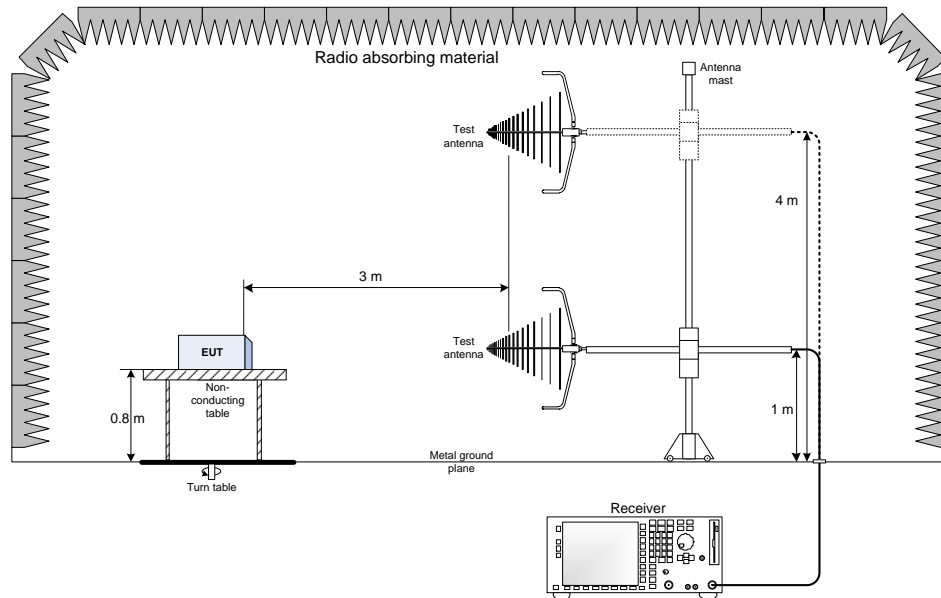 Radio absorbing material
Antenna
mast
Test
antenna
4 m
3 m
EUT
Test
antenna
Non-
conducting
table
0.8 m
1 m
Metal ground
plane
Turn table
Receiver